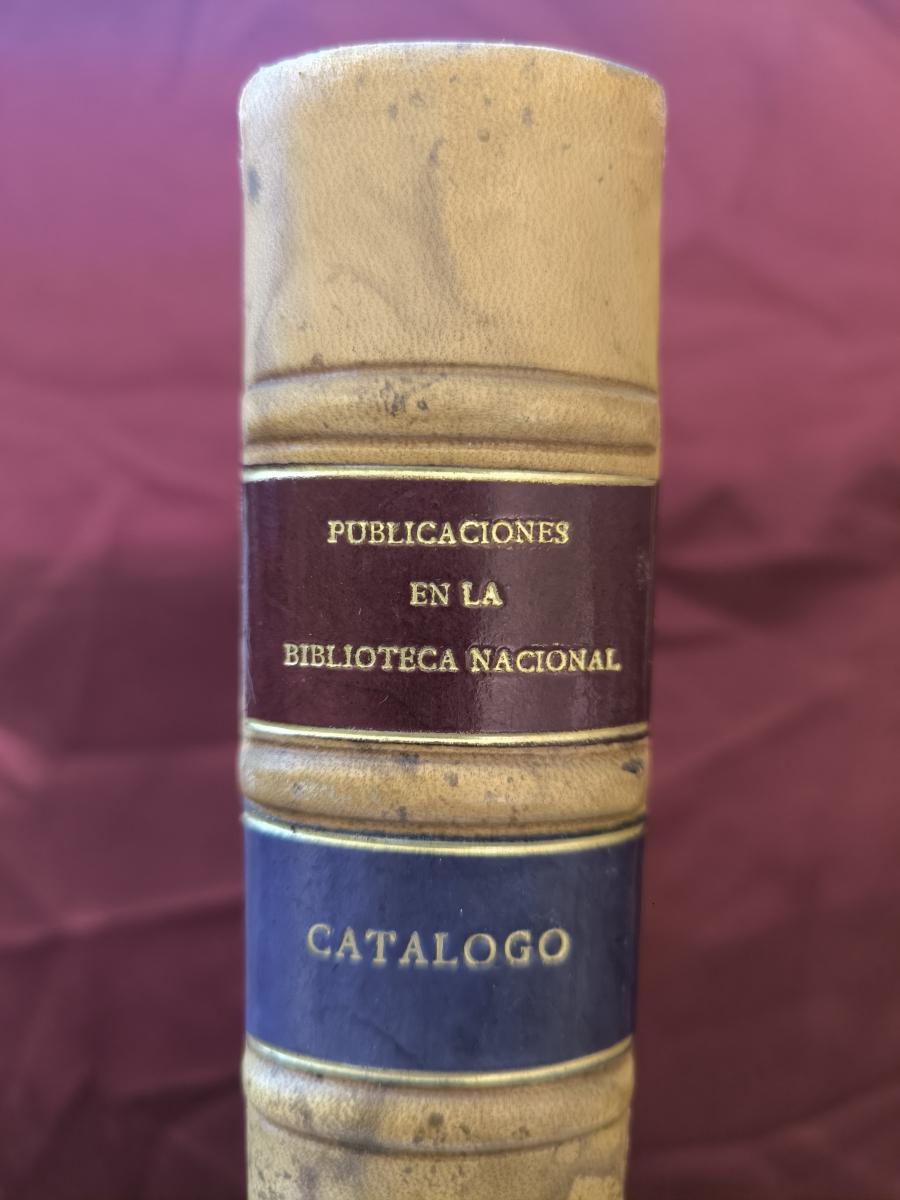 PUBLICACIONES
EN LA
BIBLIOTECA NACIONAL
CATALOGO